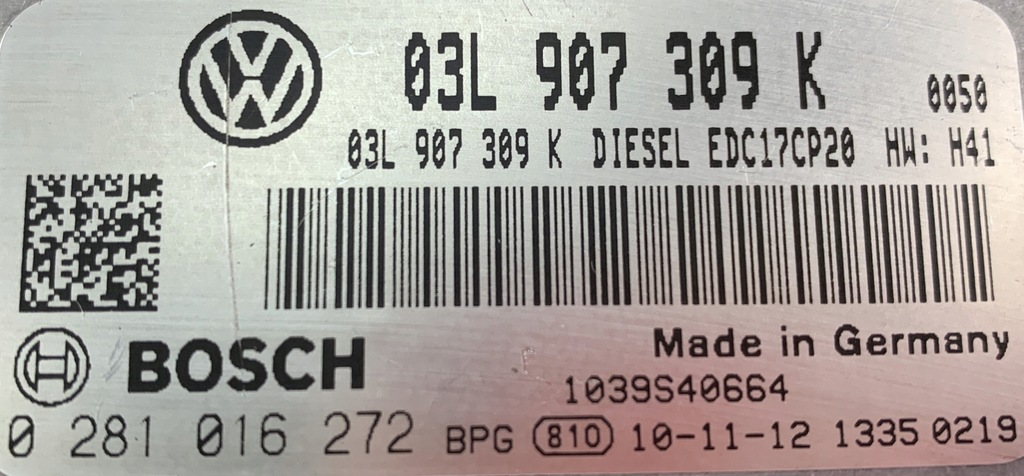 03L 907 309 K 0050
03L 907 309 K DIESEL EDC17CP20 HW: H41
BOSCH
Made in Germany
1039S40664
0 281 016 272 BPG 810 10-11-12 1335 0219